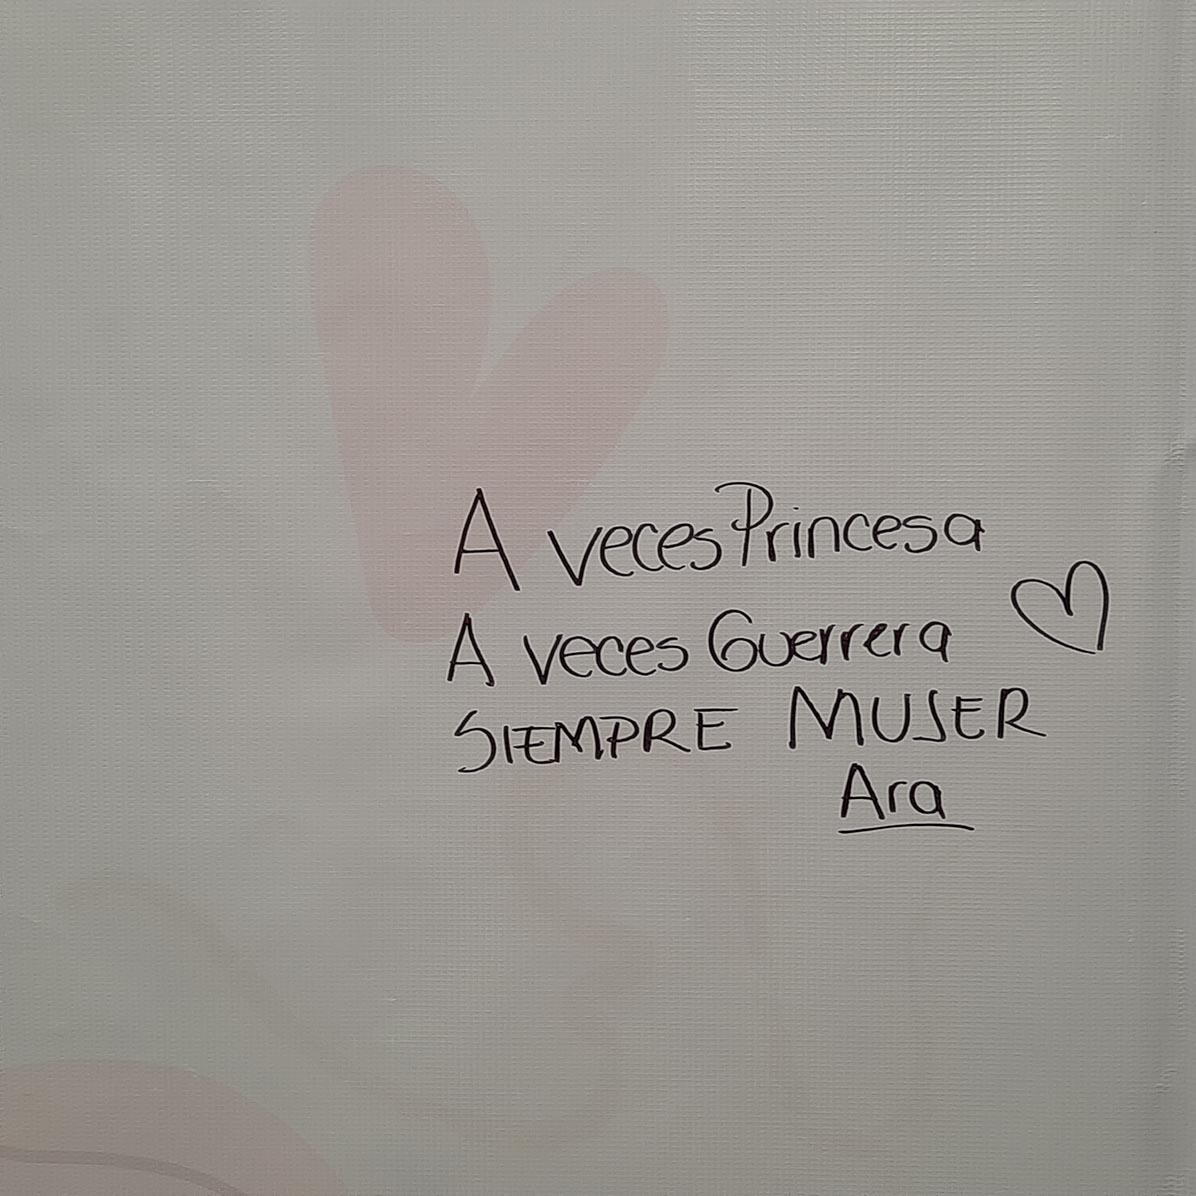 A veces Princesa
A veces Guerrera
SIEMPRE MUJER
Ara